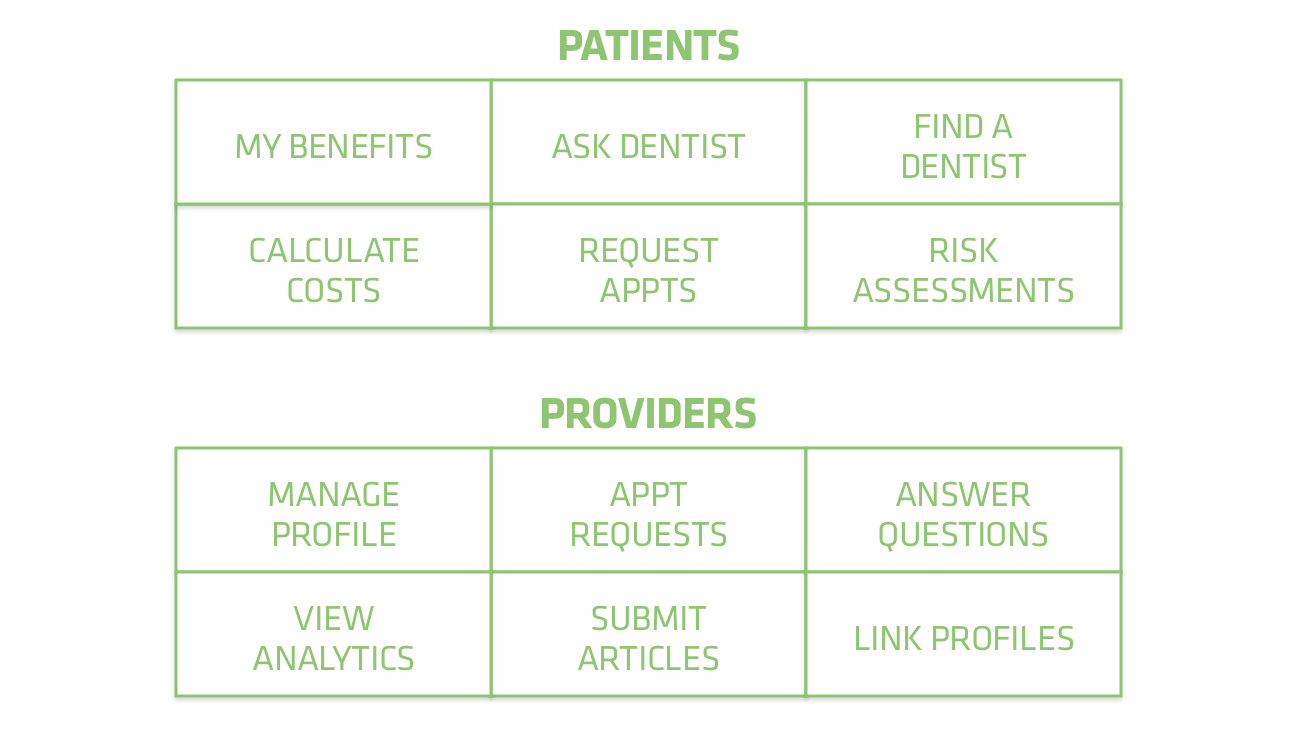 PATIENTS
MY BENEFITS
ASK DENTIST
FIND A
DENTIST
CALCULATE
COSTS
REQUEST
APPTS
RISK
ASSESSMENTS
PROVIDERS
MANAGE
PROFILE
APPT
REQUESTS
ANSWER
QUESTIONS
VIEW
ANALYTICS
SUBMIT
ARTICLES
LINK PROFILES